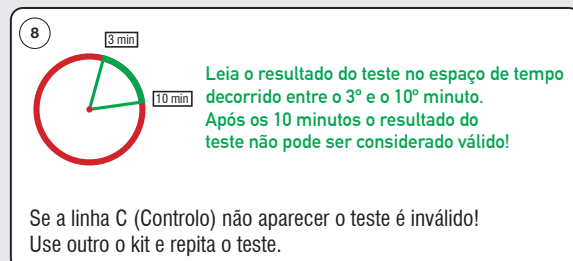 8
3 min
10 min
Leia o resultado do teste no espaço de tempo
decorrido entre o 3º e o 10º minuto.
Após os 10 minutos o resultado do
teste não pode ser considerado válido!
Se a linha C (Controlo) não aparecer o teste é inválido!
Use outro o kit e repita o teste.